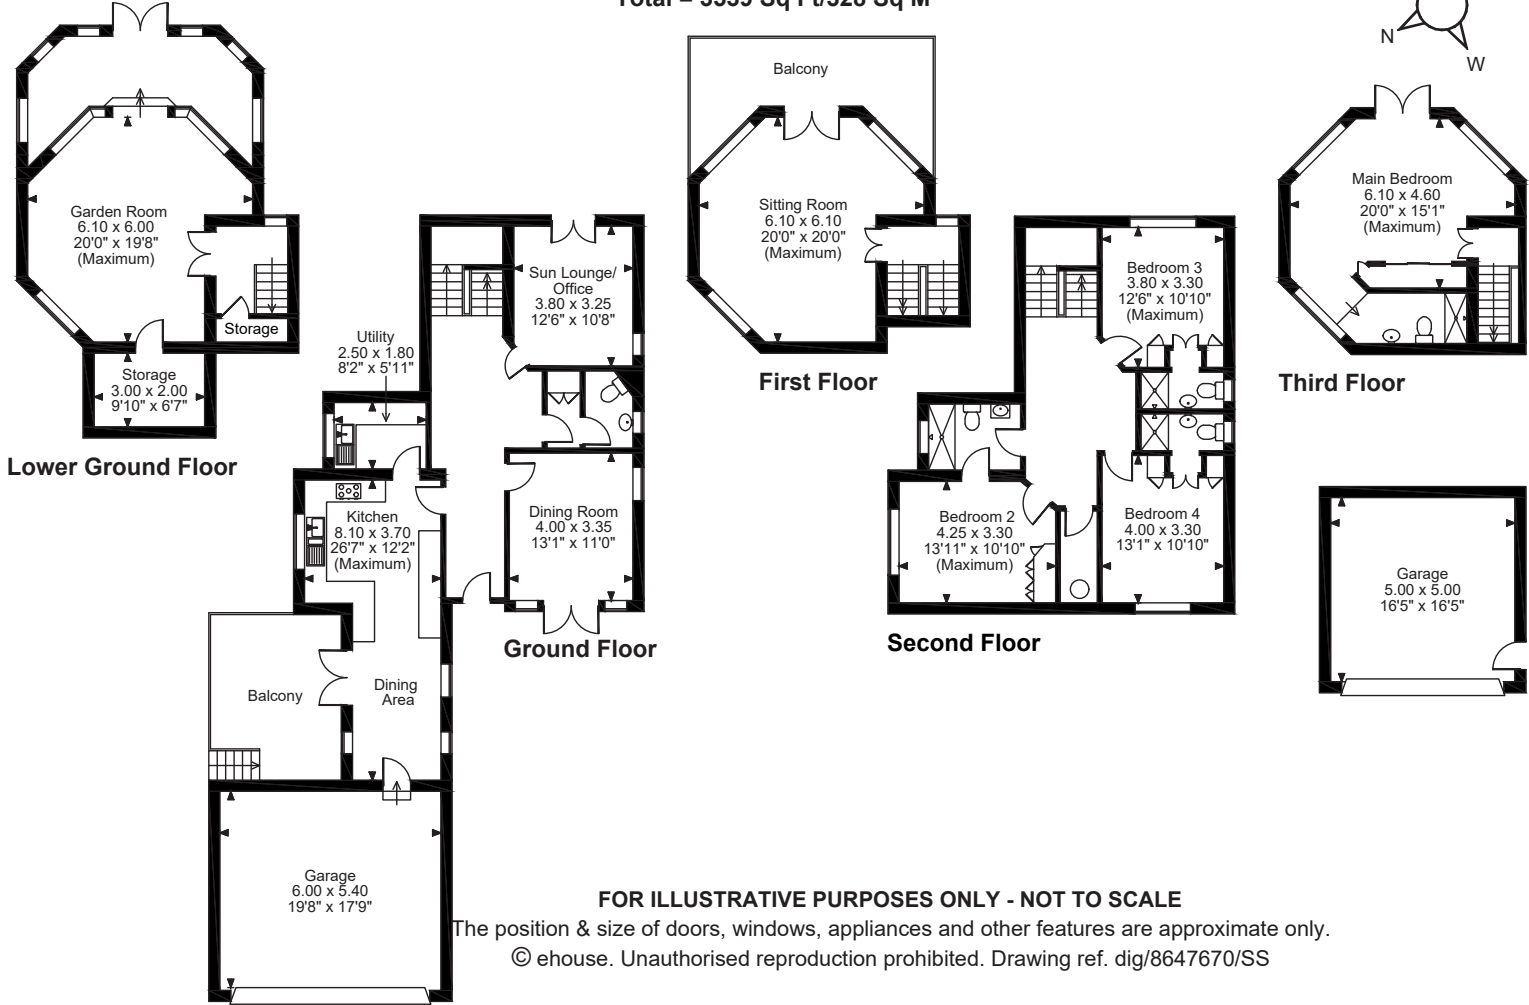 N
W
Balcony
Garden Room
6.10 x 6.00
20'0" x 19'8"
(Maximum)
Storage
Storage
3.00 x 2.00
9'10" x 6'7"
Lower Ground Floor
Sun Lounge/
Office
3.80 x 3.25
12'6" x 10'8"
Utility
2.50 x 1.80
8'2" x 5'11"
Kitchen
8.10 x 3.70
26'7" x 12'2"
(Maximum)
Dining Room
4.00 x 3.35
13'1" x 11'0"
Ground Floor
Balcony
Dining
Area
Garage
6.00 x 5.40
19'8" x 17'9"
Sitting Room
6.10 x 6.10
20'0" x 20'0"
(Maximum)
First Floor
Bedroom 3
3.80 x 3.30
12'6" x 10'10"
(Maximum)
Bedroom 2
4.25 x 3.30
13'11" x 10'10"
(Maximum)
Bedroom 4
4.00 x 3.30
13'1" x 10'10"
Second Floor
Main Bedroom
6.10 x 4.60
20'0" x 15'1"
(Maximum)
Third Floor
Garage
5.00 x 5.00
16'5" x 16'5"
FOR ILLUSTRATIVE PURPOSES ONLY - NOT TO SCALE
The position & size of doors, windows, appliances and other features are approximate only.
© ehouse. Unauthorised reproduction prohibited. Drawing ref. dig/8647670/SS